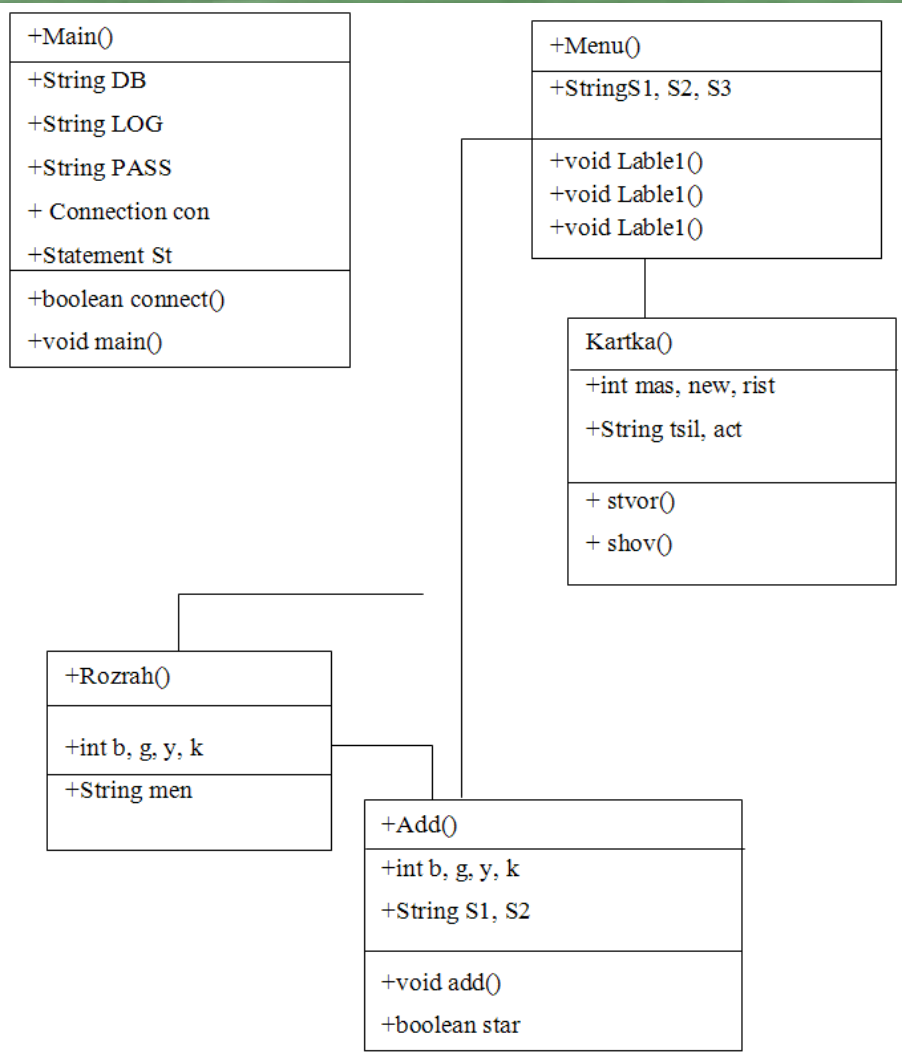 +Main()
+String DB
+String LOG
+String PASS
+ Connection con
+Statement St
+boolean connect()
+void main()
+Menu()
+StringS1, S2, S3
+void Lable1()
+void Lable1()
+void Lable1()
Kartka()
+int mas, new, rist
+String tsil, act
+ stvor()
+ shov()
+Rozrah()
+int b, g, y, k
+String men
+Add()
+int b, g, y, k
+String S1, S2
+void add()
+boolean star